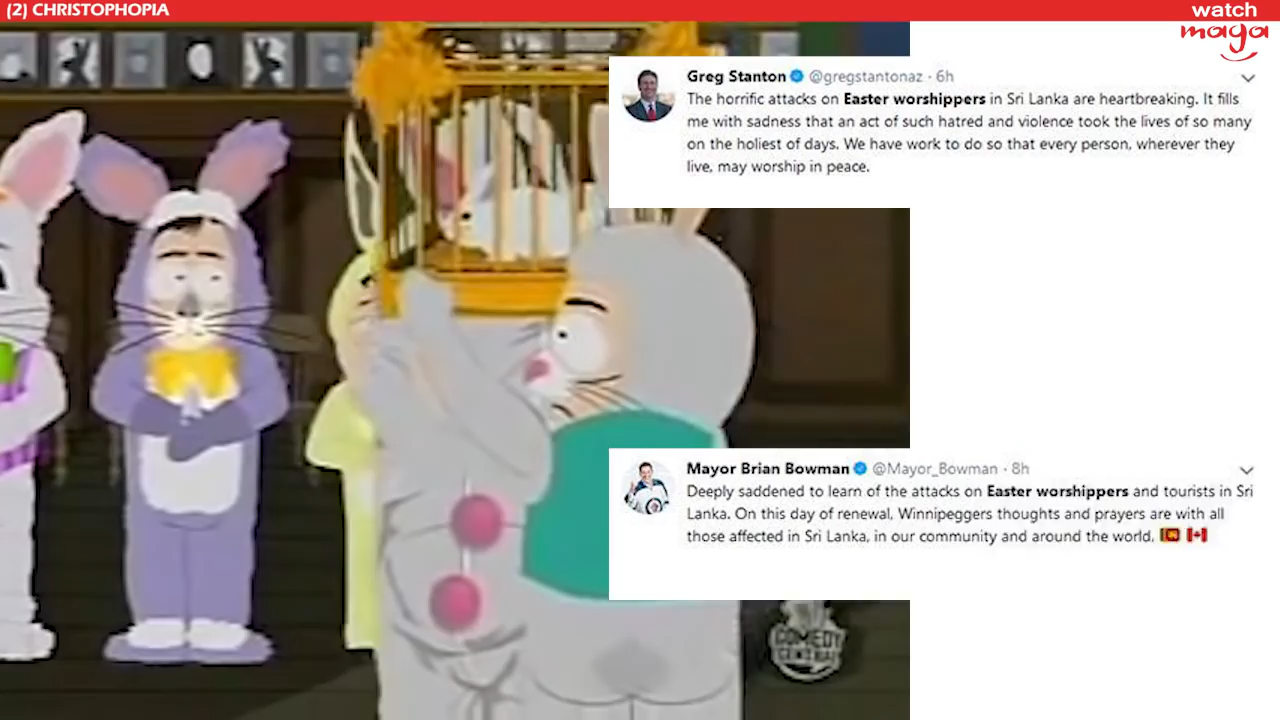 (2) CHRISTOPHOPIA
watch
maga
Greg Stanton @gregstantonaz · 6h
The horrific attacks on Easter worshippers in Sri Lanka are heartbreaking. It fills
me with sadness that an act of such hatred and violence took the lives of so many
on the holiest of days. We have work to do so that every person, wherever they
live, may worship in peace.
Mayor Brian Bowman @Mayor_Bowman · 8h
Deeply saddened to learn of the attacks on Easter worshippers and tourists in Sri
Lanka. On this day of renewal, Winnipeggers thoughts and prayers are with all
those affected in Sri Lanka, in our community and around the world.
COMEDY
CENTRAL